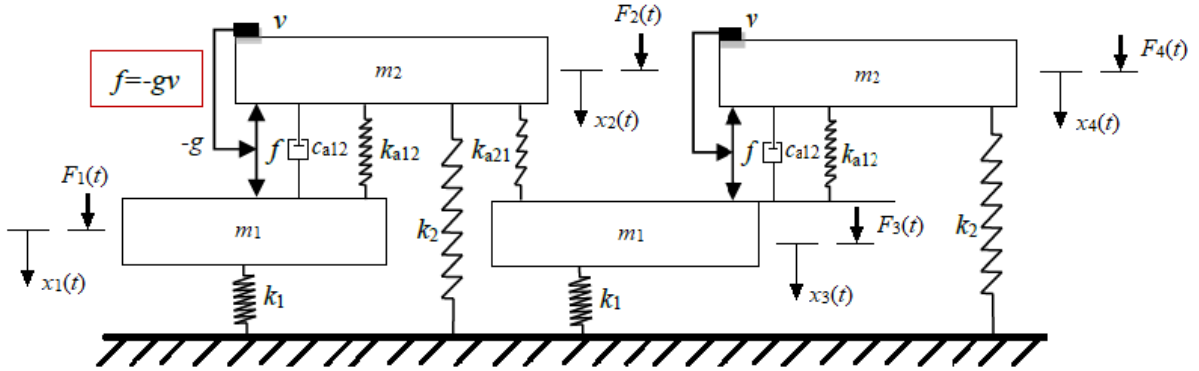 v
F₂(t)
v
F₄(t)
f=-gv
m₂
m₂
x₂(t)
x₄(t)
-g
f
cₐ₁₂
kₐ₁₂
kₐ₂₁
f
cₐ₁₂
kₐ₁₂
F₁(t)
m₁
k₂
m₁
F₃(t)
k₂
x₁(t)
k₁
k₁
x₃(t)